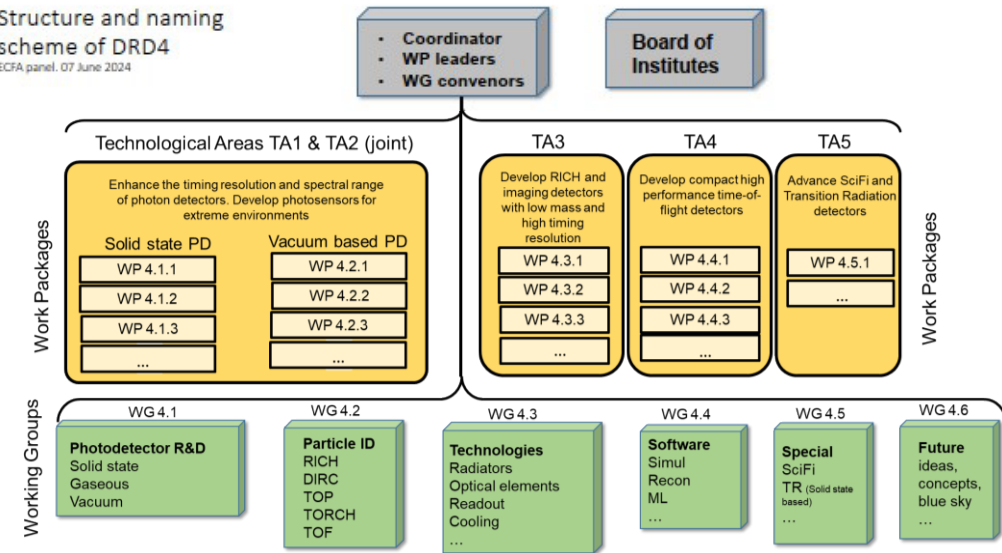 Structure and naming
scheme of DRD4
ECFA panel. 07 June 2024
• Coordinator
• WP leaders
• WG convenors
Board of
Institutes
Technological Areas TA1 & TA2 (joint)
TA3
TA4
TA5
Work Packages
Enhance the timing resolution and spectral range
of photon detectors. Develop photosensors for
extreme environments
Solid state PD
WP 4.1.1
WP 4.1.2
WP 4.1.3
...
Vacuum based PD
WP 4.2.1
WP 4.2.2
WP 4.2.3
...
Develop RICH and
imaging detectors
with low mass and
high timing
resolution
WP 4.3.1
WP 4.3.2
WP 4.3.3
...
Develop compact high
performance time-of-
flight detectors
WP 4.4.1
WP 4.4.2
WP 4.4.3
...
Advance SciFi and
Transition Radiation
detectors
WP 4.5.1
...
Work Packages
Working Groups
WG 4.1
Photodetector R&D
Solid state
Gaseous
Vacuum
WG 4.2
Particle ID
RICH
DIRC
TOP
TORCH
TOF
WG 4.3
Technologies
Radiators
Optical elements
Readout
Cooling
...
WG 4.4
Software
Simul
Recon
ML
...
WG 4.5
Special
SciFi
TR (Solid state
based)
...
WG 4.6
Future
ideas,
concepts,
blue sky
...